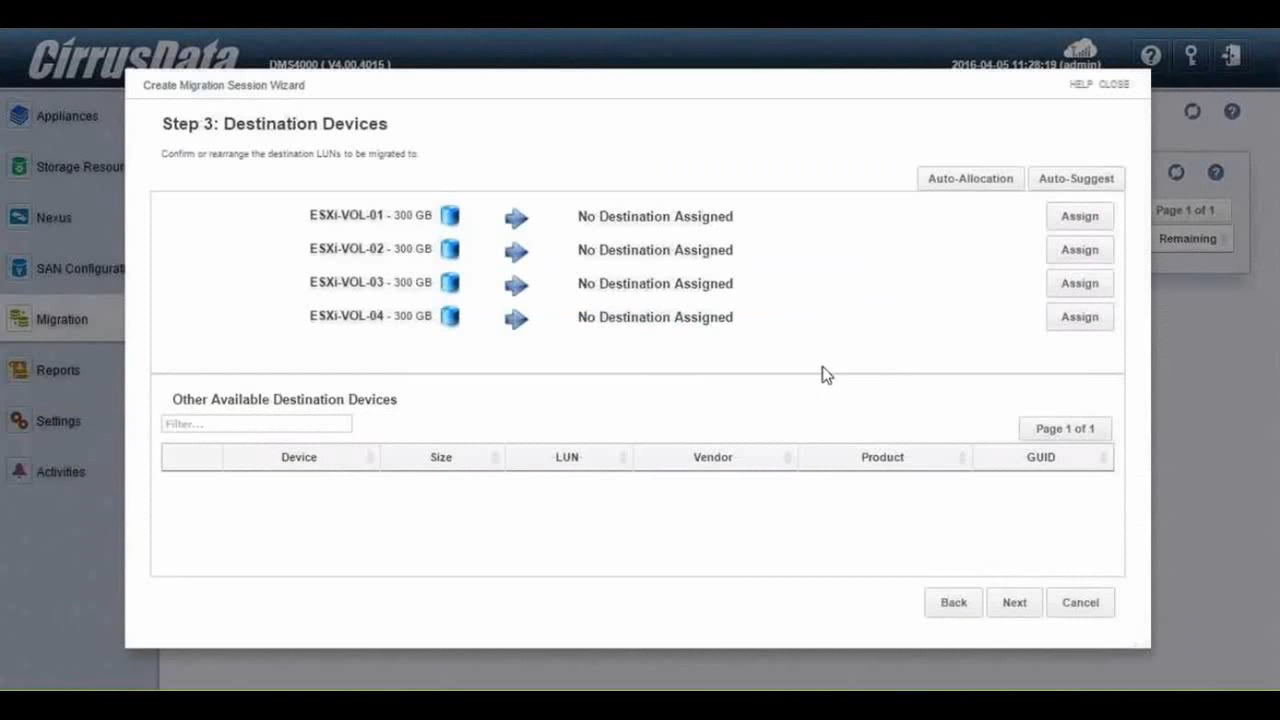 CirrusData
DMS4000 ( V4.00.4015 )
2016-04-05 11:28:19 (admin)
Create Migration Session Wizard
HELP CLOSE
Step 3: Destination Devices
Confirm or rearrange the destination LUNs to be migrated to.
Auto-Allocation Auto-Suggest
ESXi-VOL-01 - 300 GB No Destination Assigned Assign
ESXi-VOL-02 - 300 GB No Destination Assigned Assign
ESXi-VOL-03 - 300 GB No Destination Assigned Assign
ESXi-VOL-04 - 300 GB No Destination Assigned Assign
Other Available Destination Devices
Filter...
Page 1 of 1
Device Size LUN Vendor Product GUID
Back Next Cancel
Appliances
Storage Resour
Nexus
SAN Configurat
Migration
Reports
Settings
Activities
Page 1 of 1
Remaining